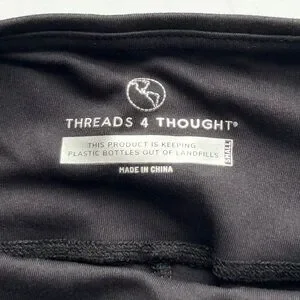 THREADS 4 THOUGHT®
THIS PRODUCT IS KEEPING
PLASTIC BOTTLES OUT OF LANDFILLS
SMALL
MADE IN CHINA